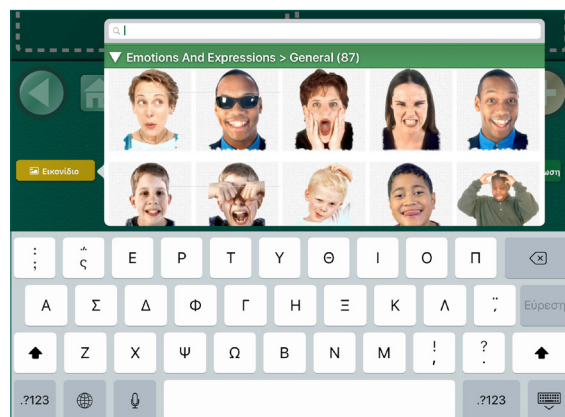 Emotions And Expressions > General (87)
Εικονίδιο
ωση
: ;
΅ ς Ε Ρ Τ Υ Θ Ι Ο Π
Α Σ Δ Φ Γ Η Ξ Κ Λ ¨ ΄ Εύρεση
Ζ Χ Ψ Ω Β Ν Μ ! , ? .
.?123 .?123